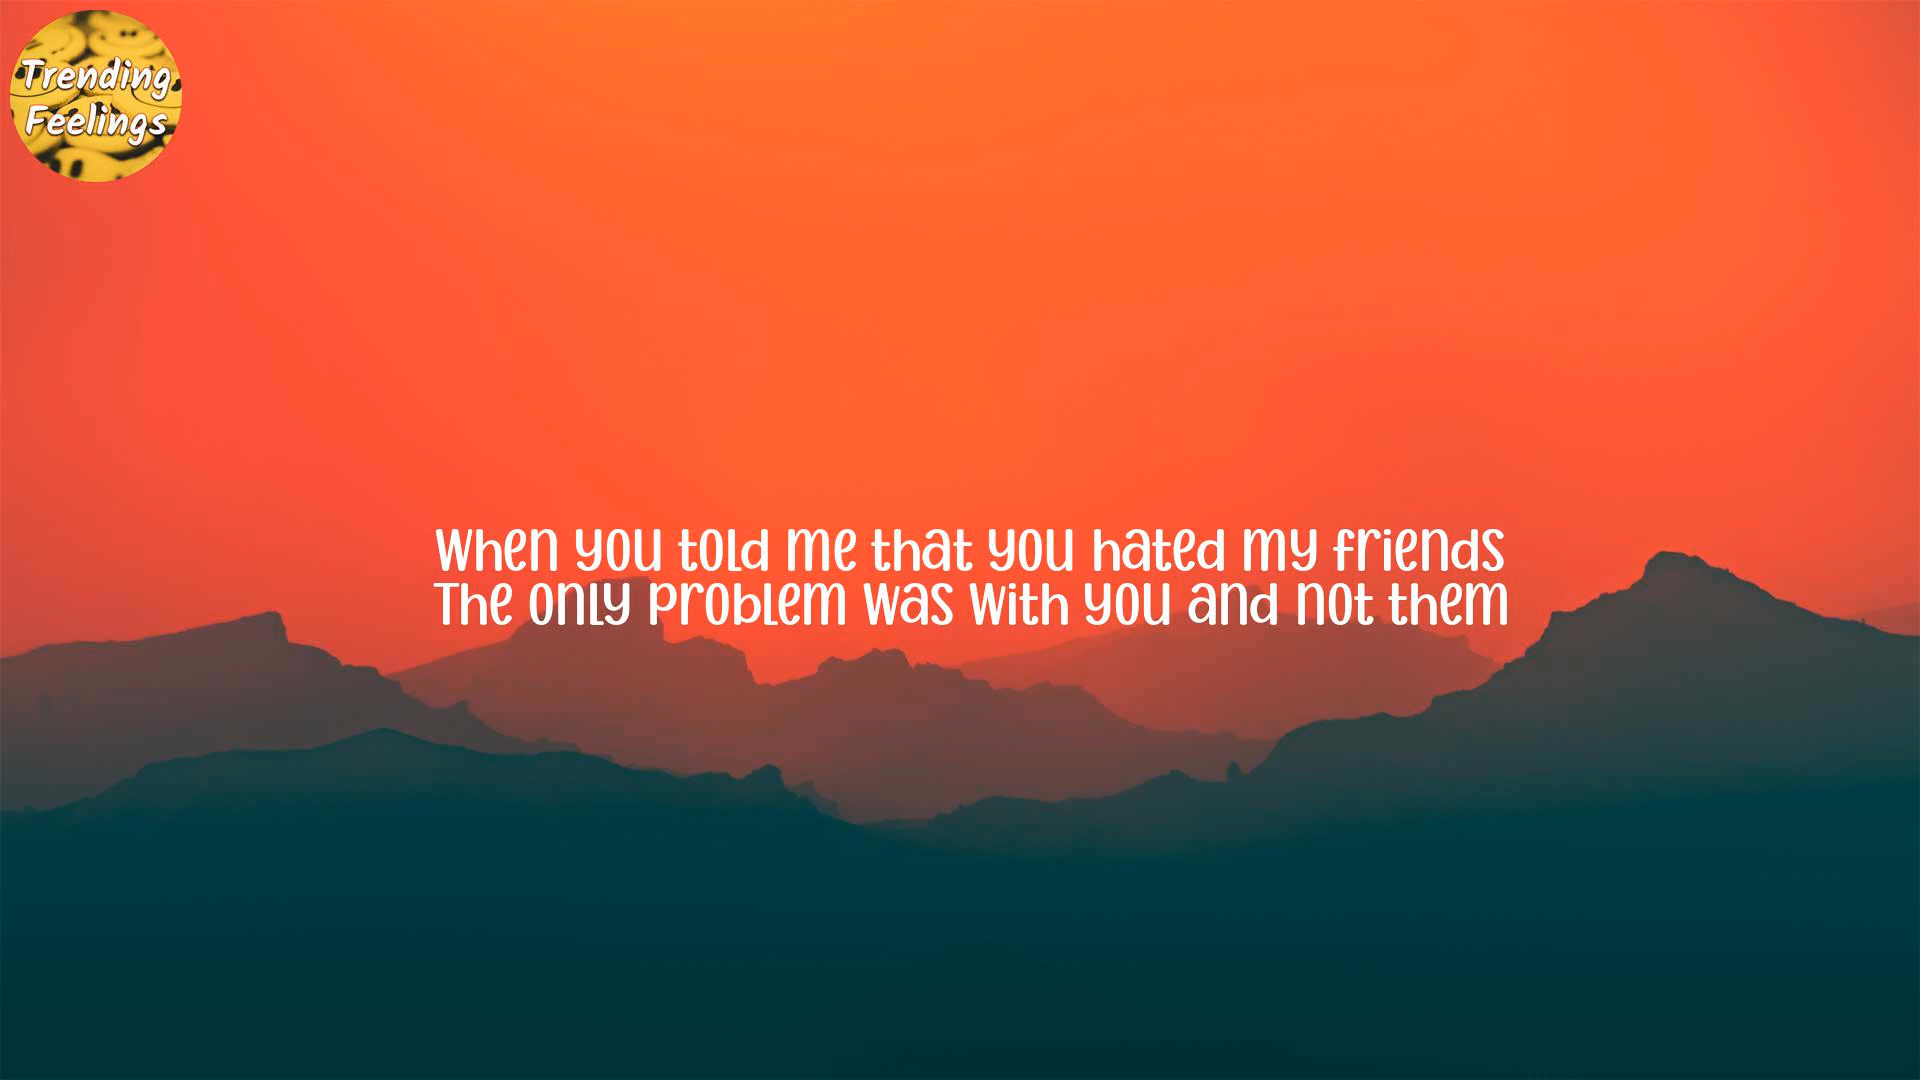 Trending
Feelings
When you told me that you hated my friends
The only problem was with you and not them